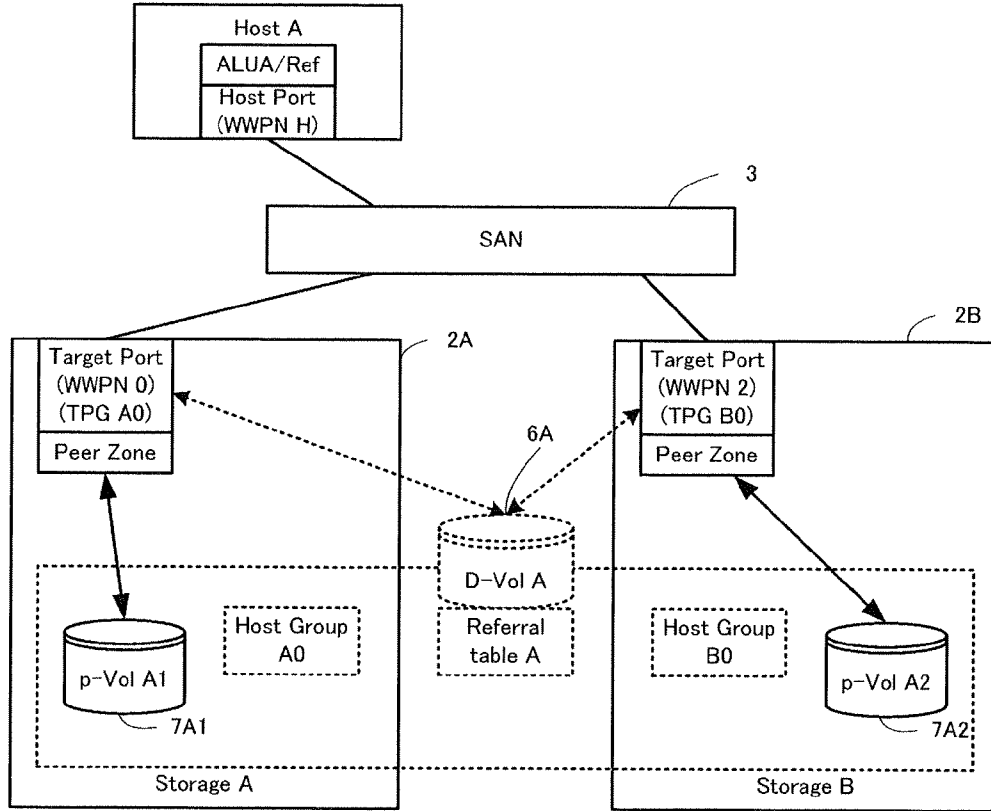 Host A
ALUA/Ref
Host Port
(WWPN H)
3
SAN
2A
2B
Target Port
(WWPN 0)
(TPG A0)
Peer Zone
6A
Target Port
(WWPN 2)
(TPG B0)
Peer Zone
D-Vol A
Host Group
A0
Referral
table A
Host Group
B0
p-Vol A1
p-Vol A2
7A1
7A2
Storage A
Storage B